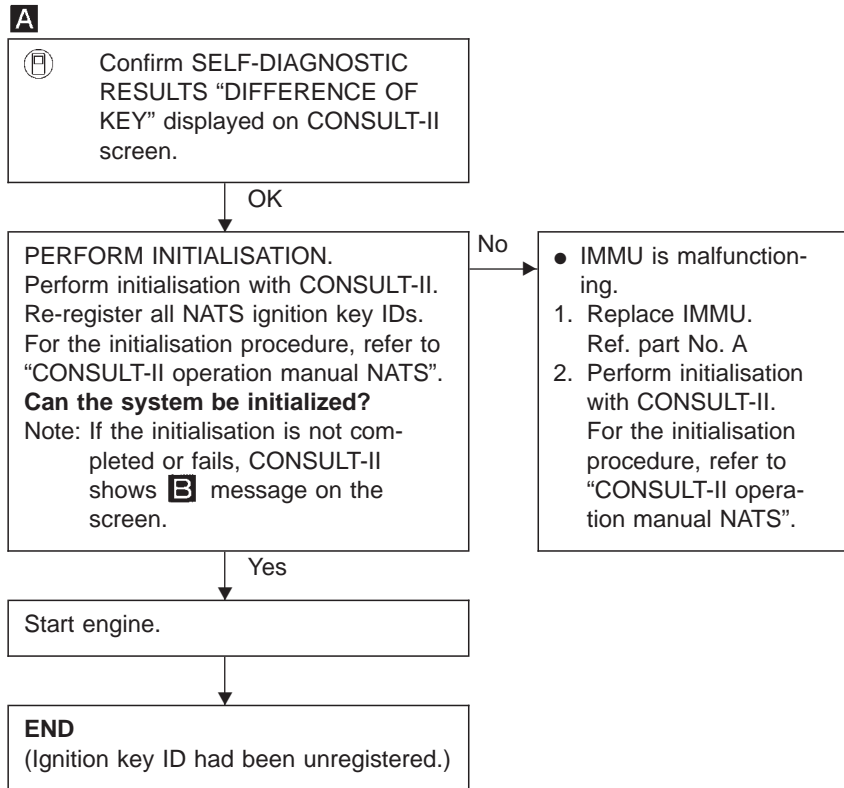 A
Confirm SELF-DIAGNOSTIC
RESULTS “DIFFERENCE OF
KEY” displayed on CONSULT-II
screen.
OK
PERFORM INITIALISATION.
Perform initialisation with CONSULT-II.
Re-register all NATS ignition key IDs.
For the initialisation procedure, refer to
“CONSULT-II operation manual NATS”.
Can the system be initialized?
Note: If the initialisation is not com-
pleted or fails, CONSULT-II
shows B message on the
screen.
No
● IMMU is malfunction-
ing.
1. Replace IMMU.
Ref. part No. A
2. Perform initialisation
with CONSULT-II.
For the initialisation
procedure, refer to
“CONSULT-II opera-
tion manual NATS”.
Yes
Start engine.
END
(Ignition key ID had been unregistered.)